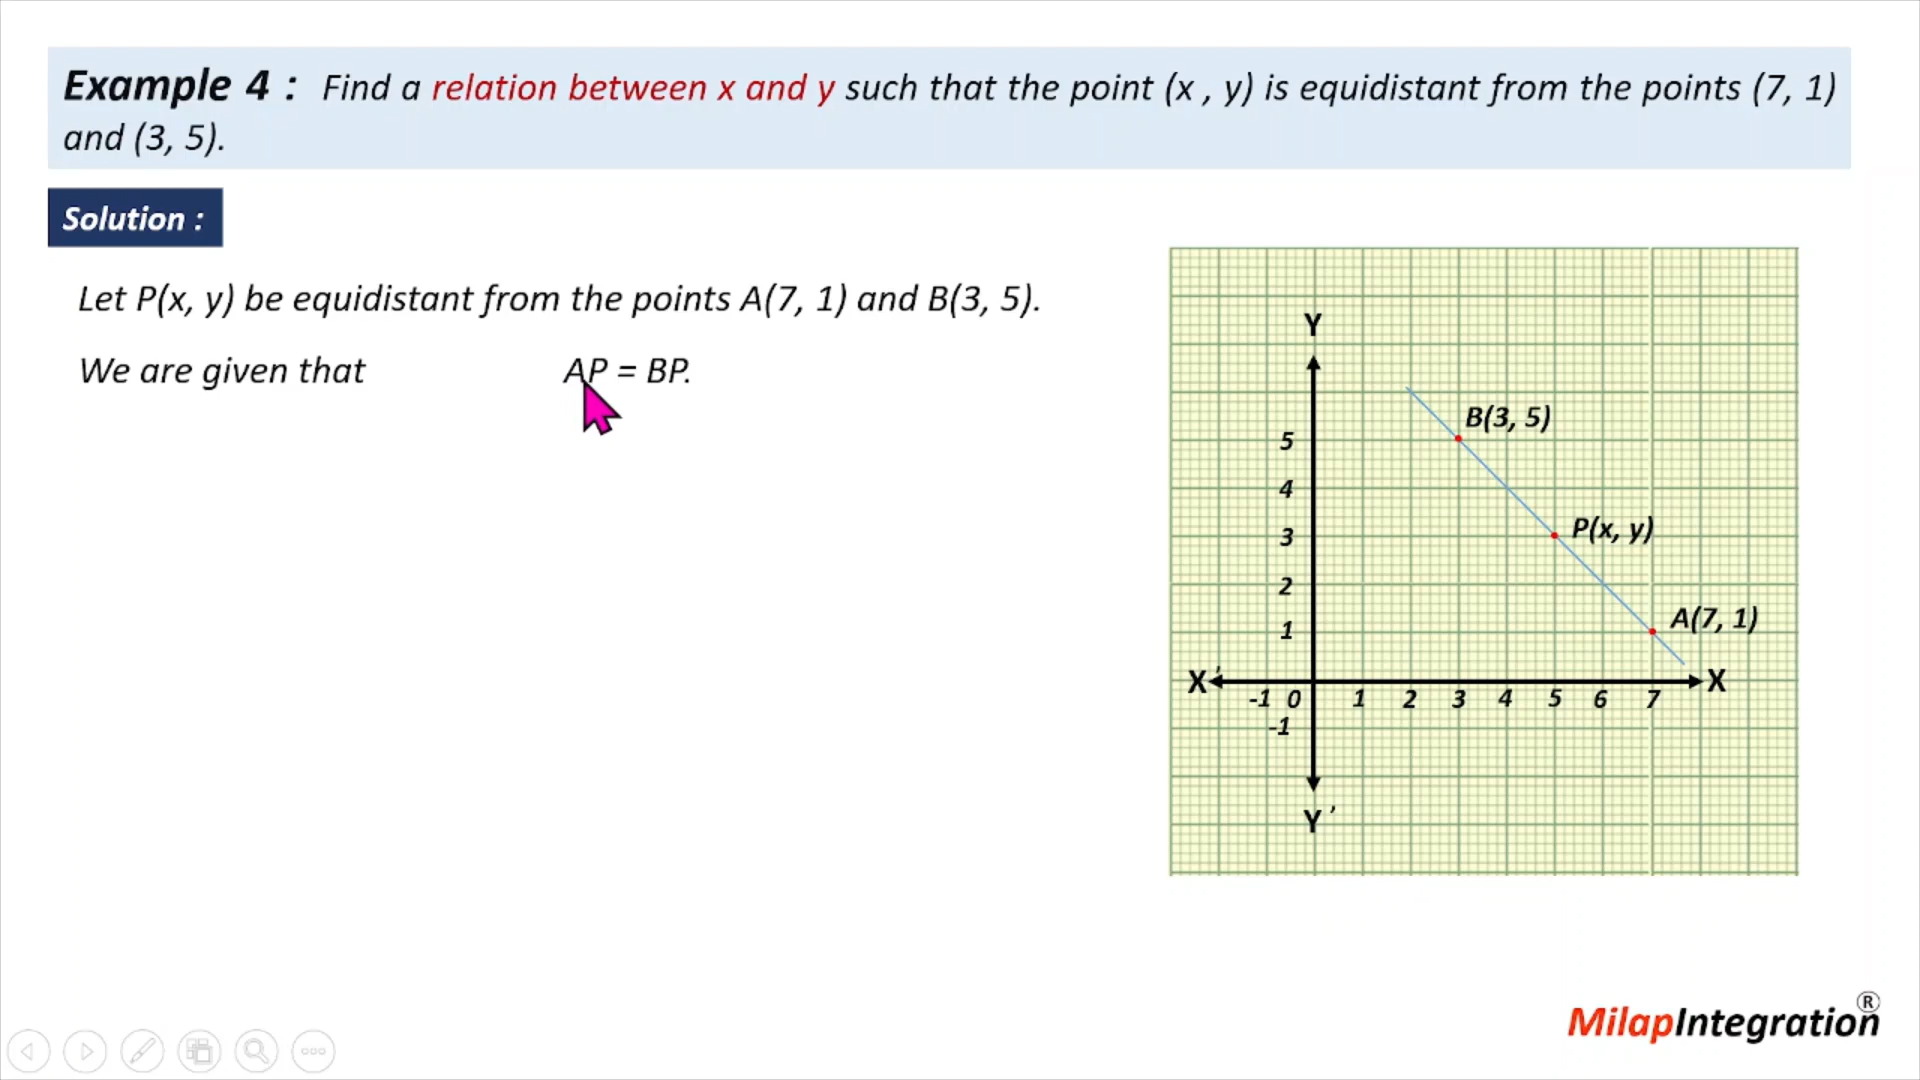 Example 4 : Find a relation between x and y such that the point (x , y) is equidistant from the points (7, 1)
and (3, 5).
Solution :
Let P(x, y) be equidistant from the points A(7, 1) and B(3, 5).
We are given that AP = BP.
Y
B(3, 5)
5
4
3
P(x, y)
2
1
A(7, 1)
X′
X
-1 0 1 2 3 4 5 6 7
-1
Y′
MilapIntegration®